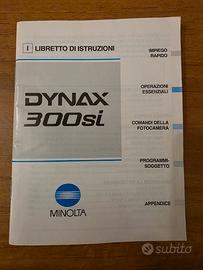 I LIBRETTO DI ISTRUZIONI
IMPIEGO
RAPIDO
DYNAX
300si
OPERAZIONI
ESSENZIALI
COMANDI DELLA
FOTOCAMERA
PROGRAMMI-
SOGGETTO
APPENDICE
MINOLTA
subito